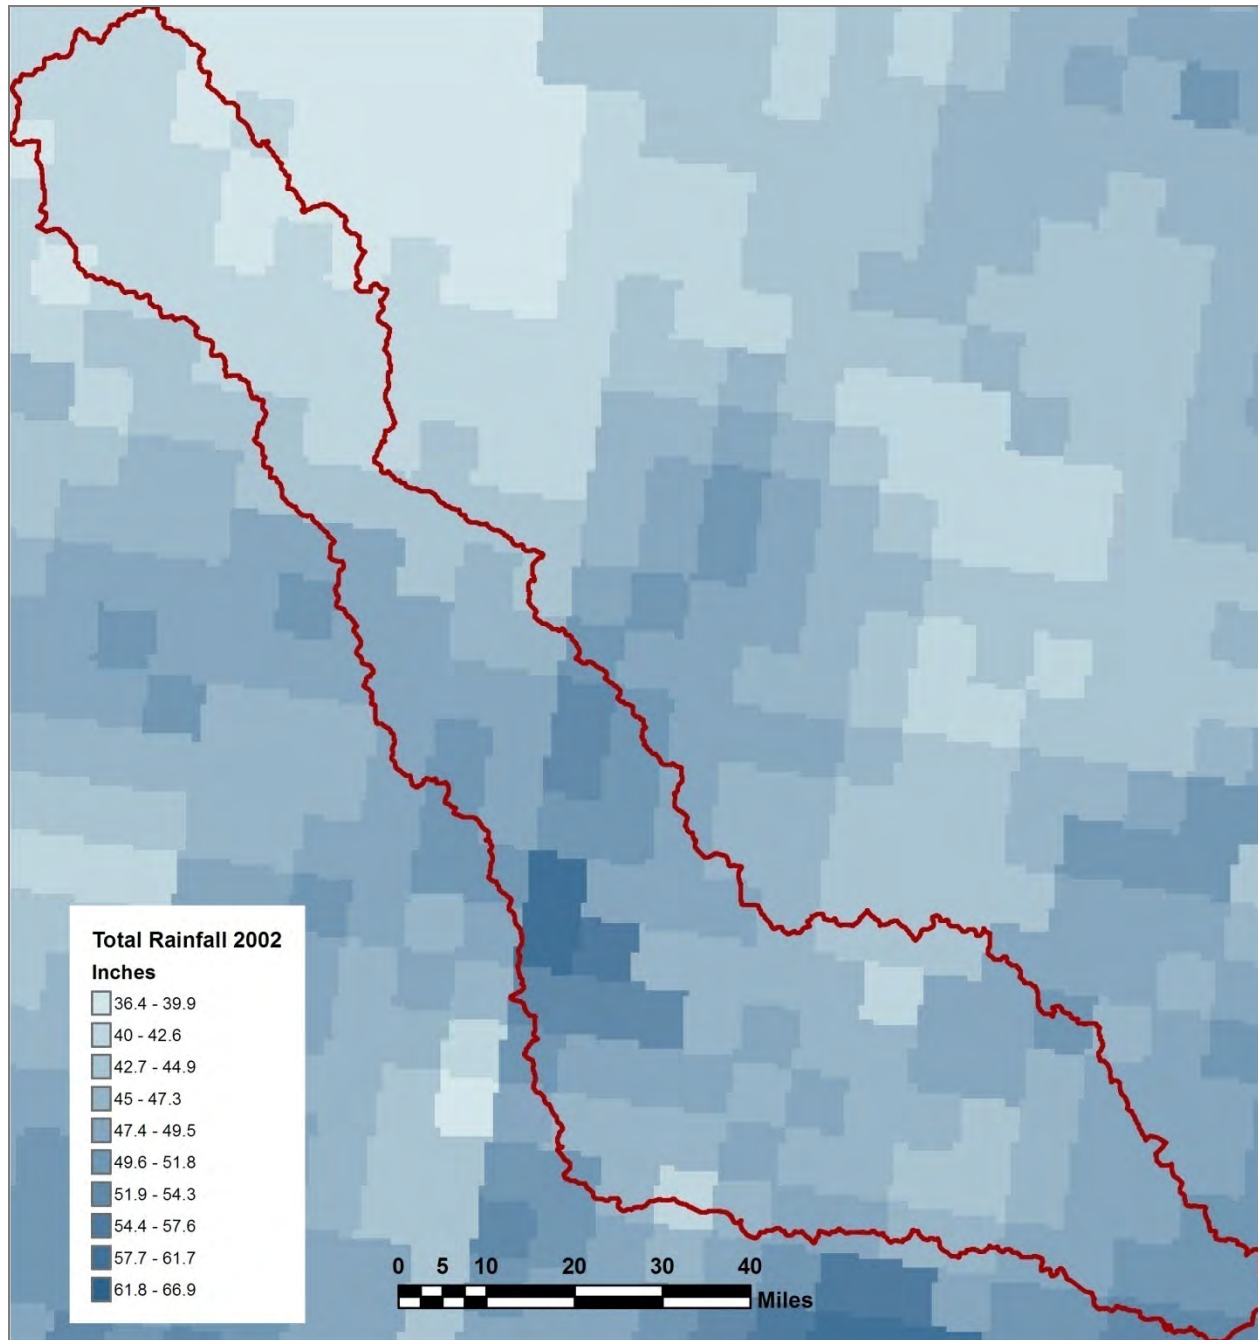 Total Rainfall 2002
Inches
36.4 - 39.9
40 - 42.6
42.7 - 44.9
45 - 47.3
47.4 - 49.5
49.6 - 51.8
51.9 - 54.3
54.4 - 57.6
57.7 - 61.7
61.8 - 66.9
0 5 10 20 30 40
Miles